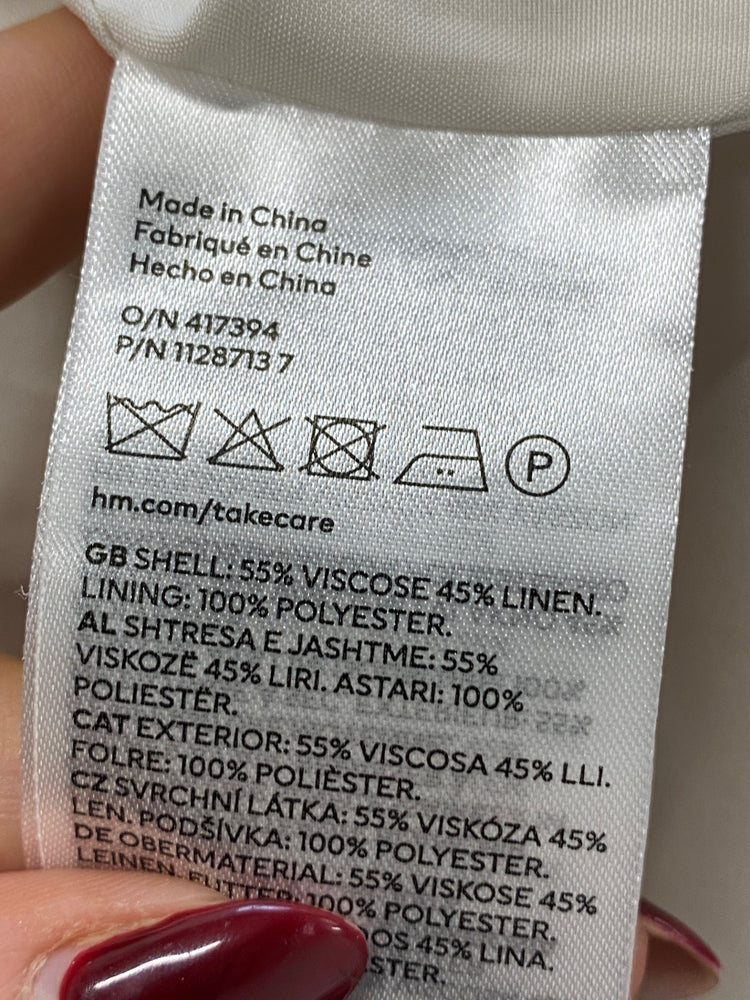 Made in China
Fabriqué en Chine
Hecho en China
O/N 417394
P/N 1128713 7
P
hm.com/takecare
GB SHELL: 55% VISCOSE 45% LINEN.
LINING: 100% POLYESTER.
AL SHTRESA E JASHTME: 55%
VISKOZË 45% LIRI. ASTARI: 100%
POLIESTËR.
CAT EXTERIOR: 55% VISCOSA 45% LLI.
FOLRE: 100% POLIÈSTER.
CZ SVRCHNÍ LÁTKA: 55% VISKÓZA 45%
LEN. PODŠÍVKA: 100% POLYESTER.
DE OBERMATERIAL: 55% VISKOSE 45%
LEINEN. FUTTER: 100% POLYESTER.
45% LINA.